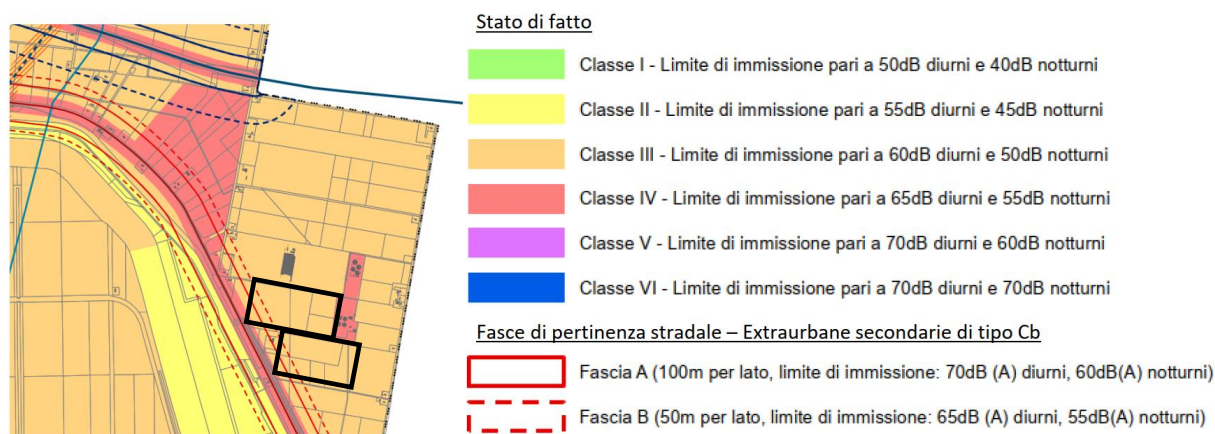 Stato di fatto
Classe I - Limite di immissione pari a 50dB diurni e 40dB notturni
Classe II - Limite di immissione pari a 55dB diurni e 45dB notturni
Classe III - Limite di immissione pari a 60dB diurni e 50dB notturni
Classe IV - Limite di immissione pari a 65dB diurni e 55dB notturni
Classe V - Limite di immissione pari a 70dB diurni e 60dB notturni
Classe VI - Limite di immissione pari a 70dB diurni e 70dB notturni
Fasce di pertinenza stradale – Extraurbane secondarie di tipo Cb
Fascia A (100m per lato, limite di immissione: 70dB (A) diurni, 60dB(A) notturni)
Fascia B (50m per lato, limite di immissione: 65dB (A) diurni, 55dB(A) notturni)